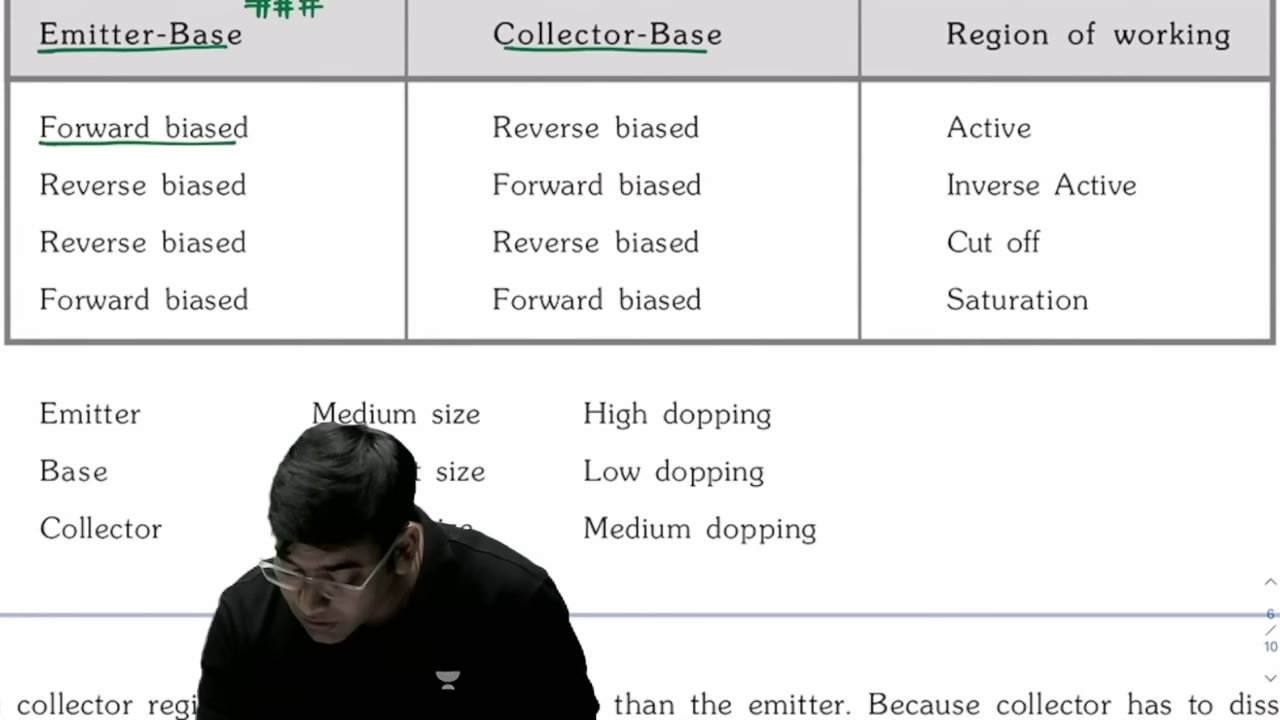 ###
Emitter-Base Collector-Base Region of working
Forward biased Reverse biased Active
Reverse biased Forward biased Inverse Active
Reverse biased Reverse biased Cut off
Forward biased Forward biased Saturation
Emitter Medium size High dopping
Base size Low dopping
Collector Medium dopping
collector than the emitter. Because collector has to
6
/
10